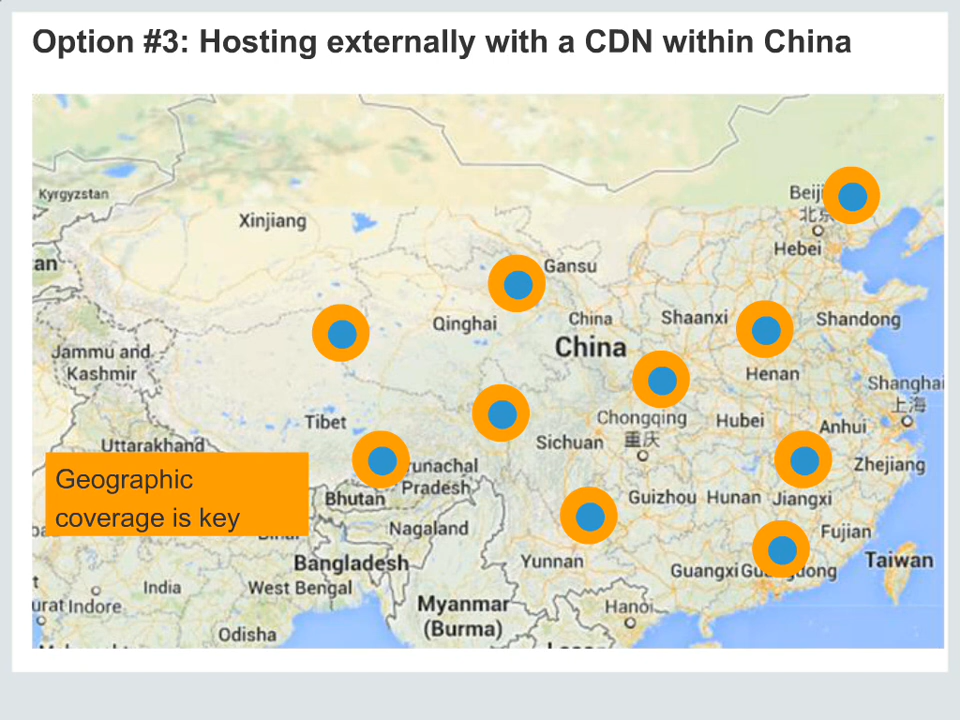 Option #3: Hosting externally with a CDN within China
Kyrgyzstan
Beiji
北京
Xinjiang
Hebei
an
Gansu
Qinghai
China
Shaanxi
Shandong
China
Jammu and
Kashmir
Henan
Shanghai
上海
Tibet
Chongqing
重庆
Hubei
Anhui
Sichuan
Uttarakhand
Zhejiang
Geographic
coverage is key
runachal
Pradesh
Bhutan
Guizhou
Hunan
Jiangxi
Nagaland
Fujian
Bangladesh
Yunnan
Guangxi
Taiwan
India
West Bengal
urat
Indore
Myanmar
(Burma)
Hanoi
Odisha